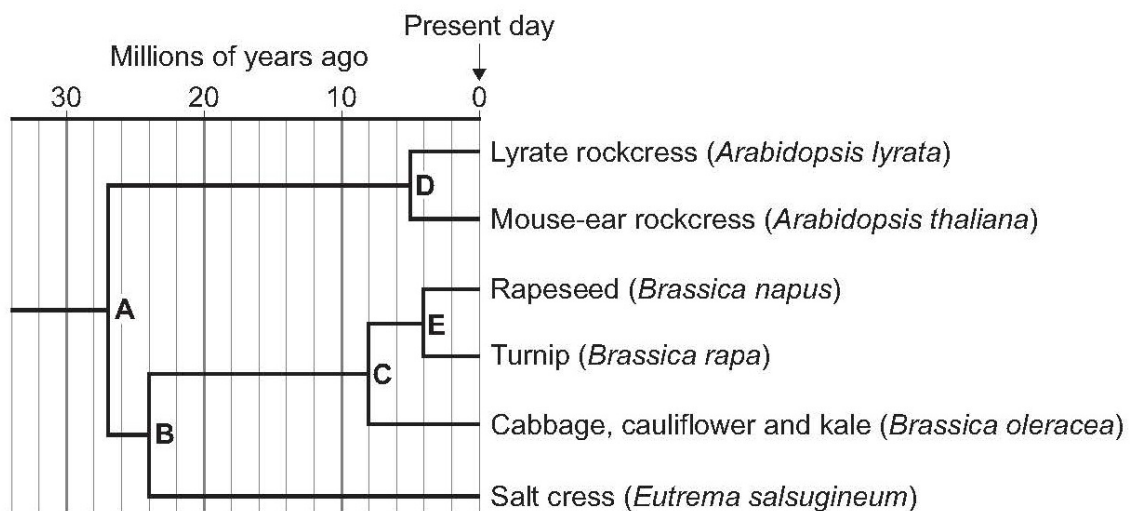 Present day
Millions of years ago
30 20 10 0
Lyrate rockcress (Arabidopsis lyrata)
D
Mouse-ear rockcress (Arabidopsis thaliana)
Rapeseed (Brassica napus)
A
E
Turnip (Brassica rapa)
C
Cabbage, cauliflower and kale (Brassica oleracea)
B
Salt cress (Eutrema salsugineum)